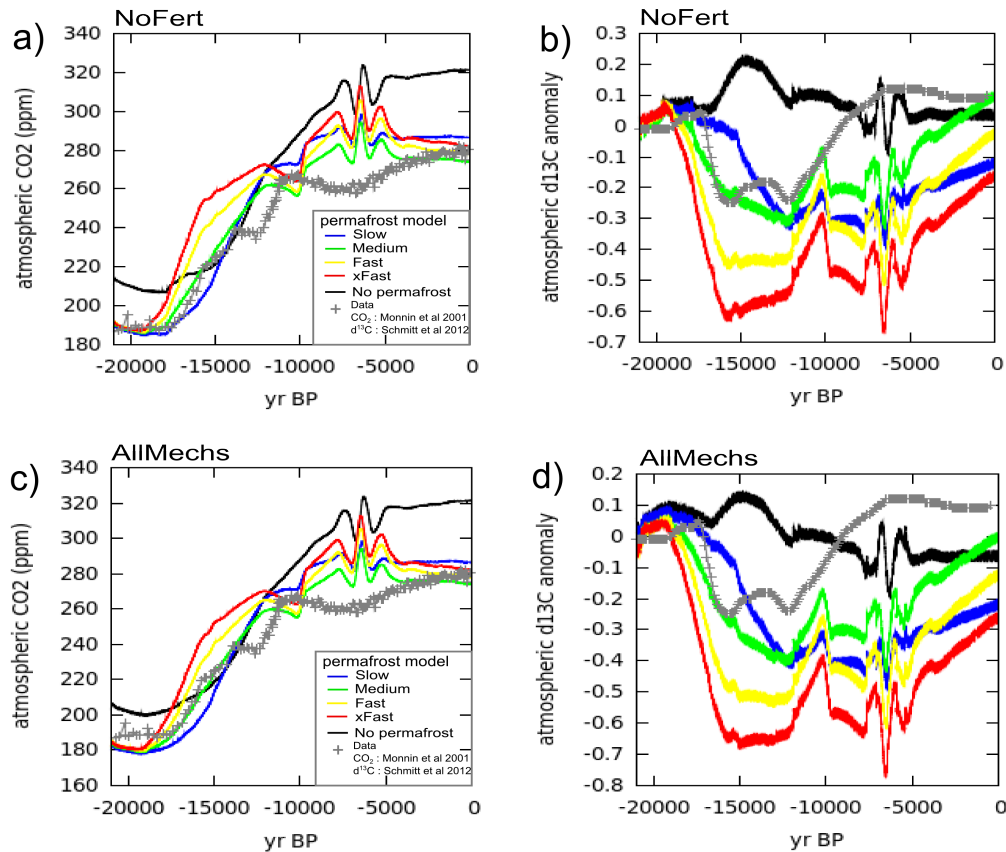 NoFert
a)
atmospheric CO2 (ppm)
340
320
300
280
260
240
220
200
180
-20000 -15000 -10000 -5000 0
yr BP
permafrost model
Slow
Medium
Fast
xFast
No permafrost
Data
CO2 : Monnin et al 2001
d13C : Schmitt et al 2012
b)
atmospheric d13C anomaly
0.3
0.2
0.1
0
-0.1
-0.2
-0.3
-0.4
-0.5
-0.6
-0.7
-20000 -15000 -10000 -5000 0
yr BP
AllMechs
c)
atmospheric CO2 (ppm)
340
320
300
280
260
240
220
200
180
160
-20000 -15000 -10000 -5000 0
yr BP
permafrost model
Slow
Medium
Fast
xFast
No permafrost
Data
CO2 : Monnin et al 2001
d13C : Schmitt et al 2012
AllMechs
d)
atmospheric d13C anomaly
0.2
0.1
0
-0.1
-0.2
-0.3
-0.4
-0.5
-0.6
-0.7
-0.8
-20000 -15000 -10000 -5000 0
yr BP
NoFert